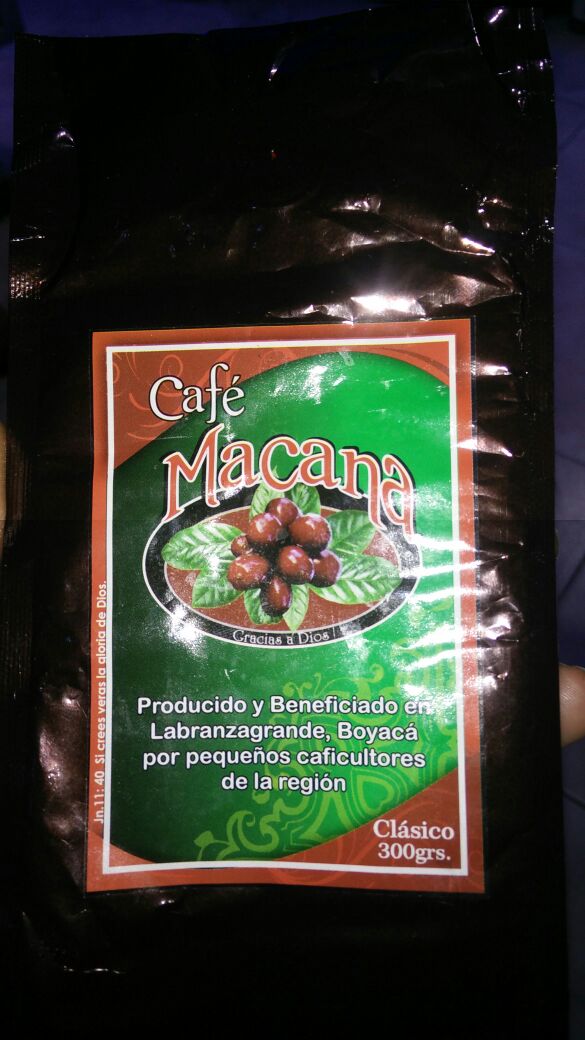 Café
Macana
Gracias a Dios!
Producido y Beneficiado en
Labranzagrande, Boyacá
por pequeños caficultores
de la región
Clásico
300grs.
Jn.11: 40 Si crees veras la gloria de Dios.